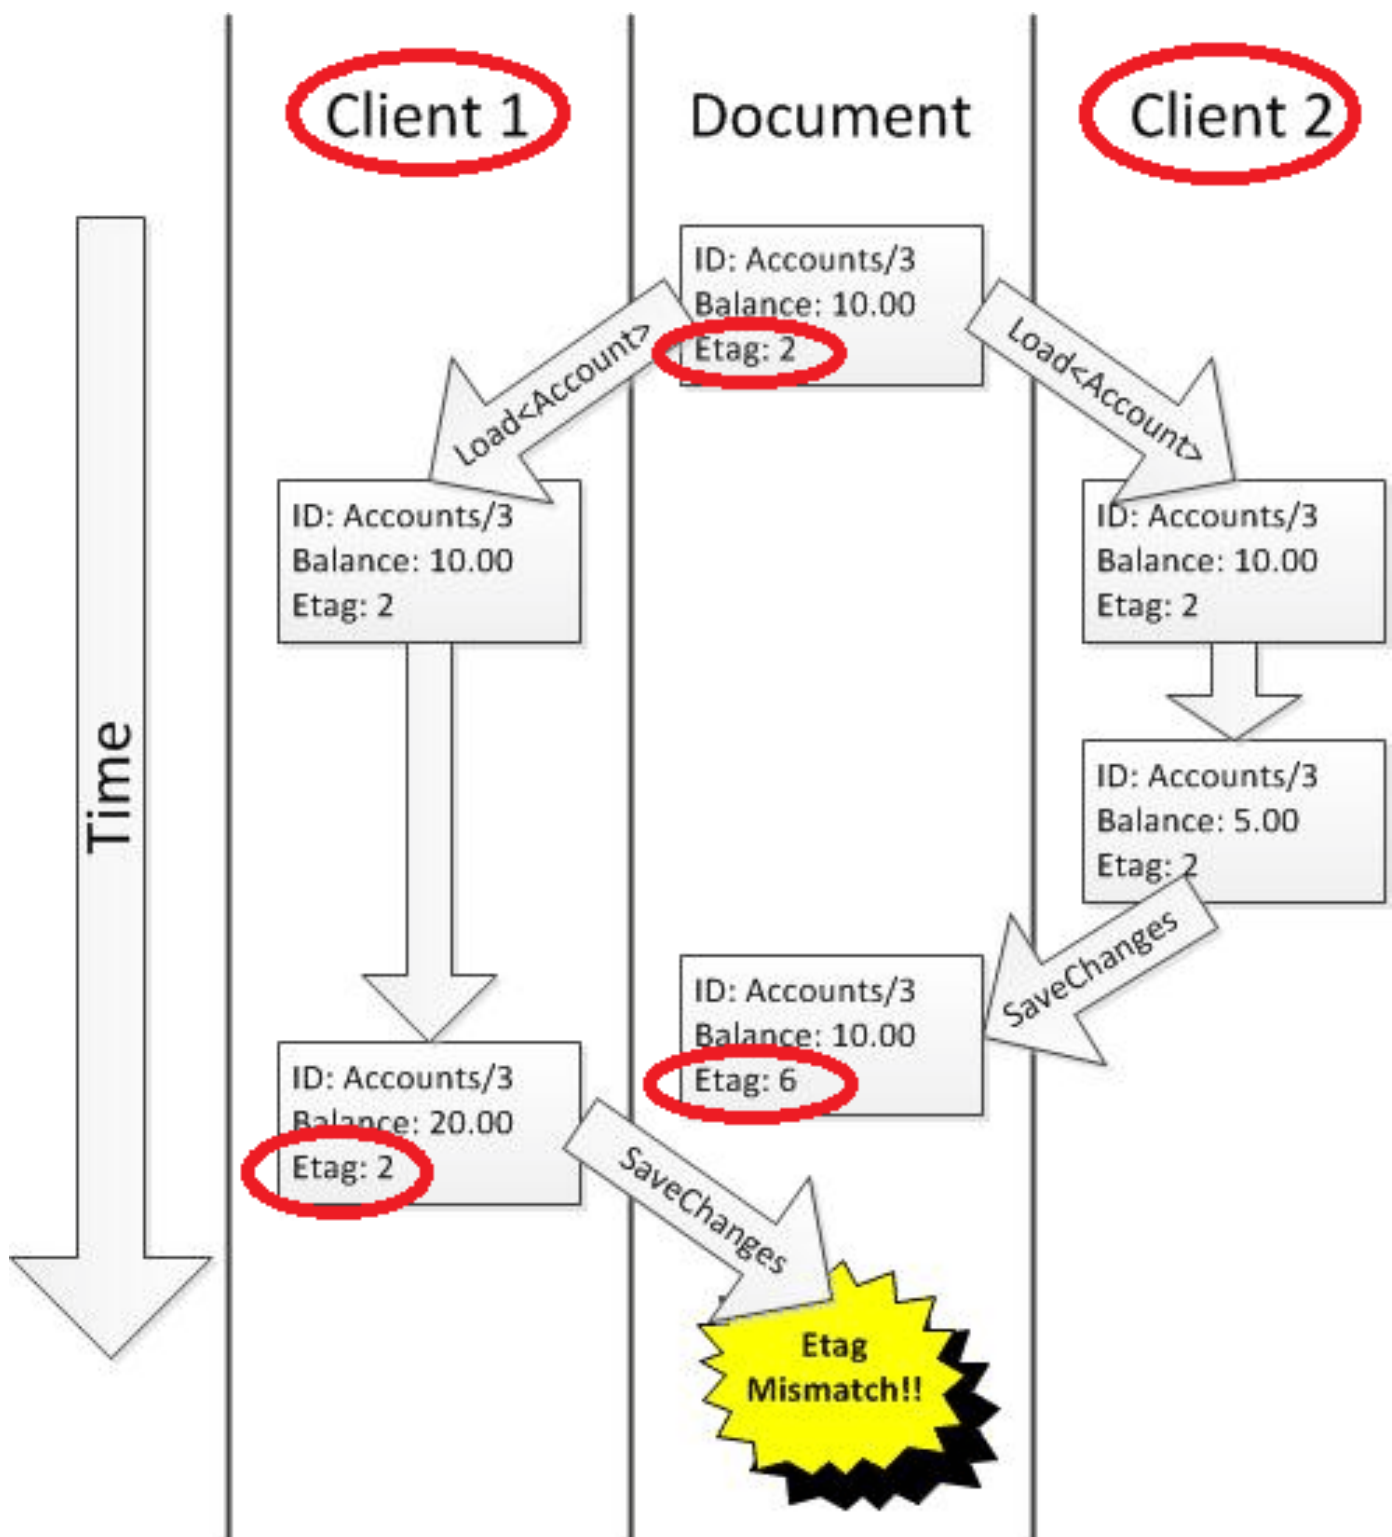 Client 1
Document
Client 2
ID: Accounts/3
Balance: 10.00
Etag: 2
Load<Account>
Load<Account>
ID: Accounts/3
Balance: 10.00
Etag: 2
ID: Accounts/3
Balance: 10.00
Etag: 2
Time
ID: Accounts/3
Balance: 5.00
Etag: 2
SaveChanges
ID: Accounts/3
Balance: 10.00
Etag: 6
ID: Accounts/3
Balance: 20.00
Etag: 2
SaveChanges
Etag
Mismatch!!